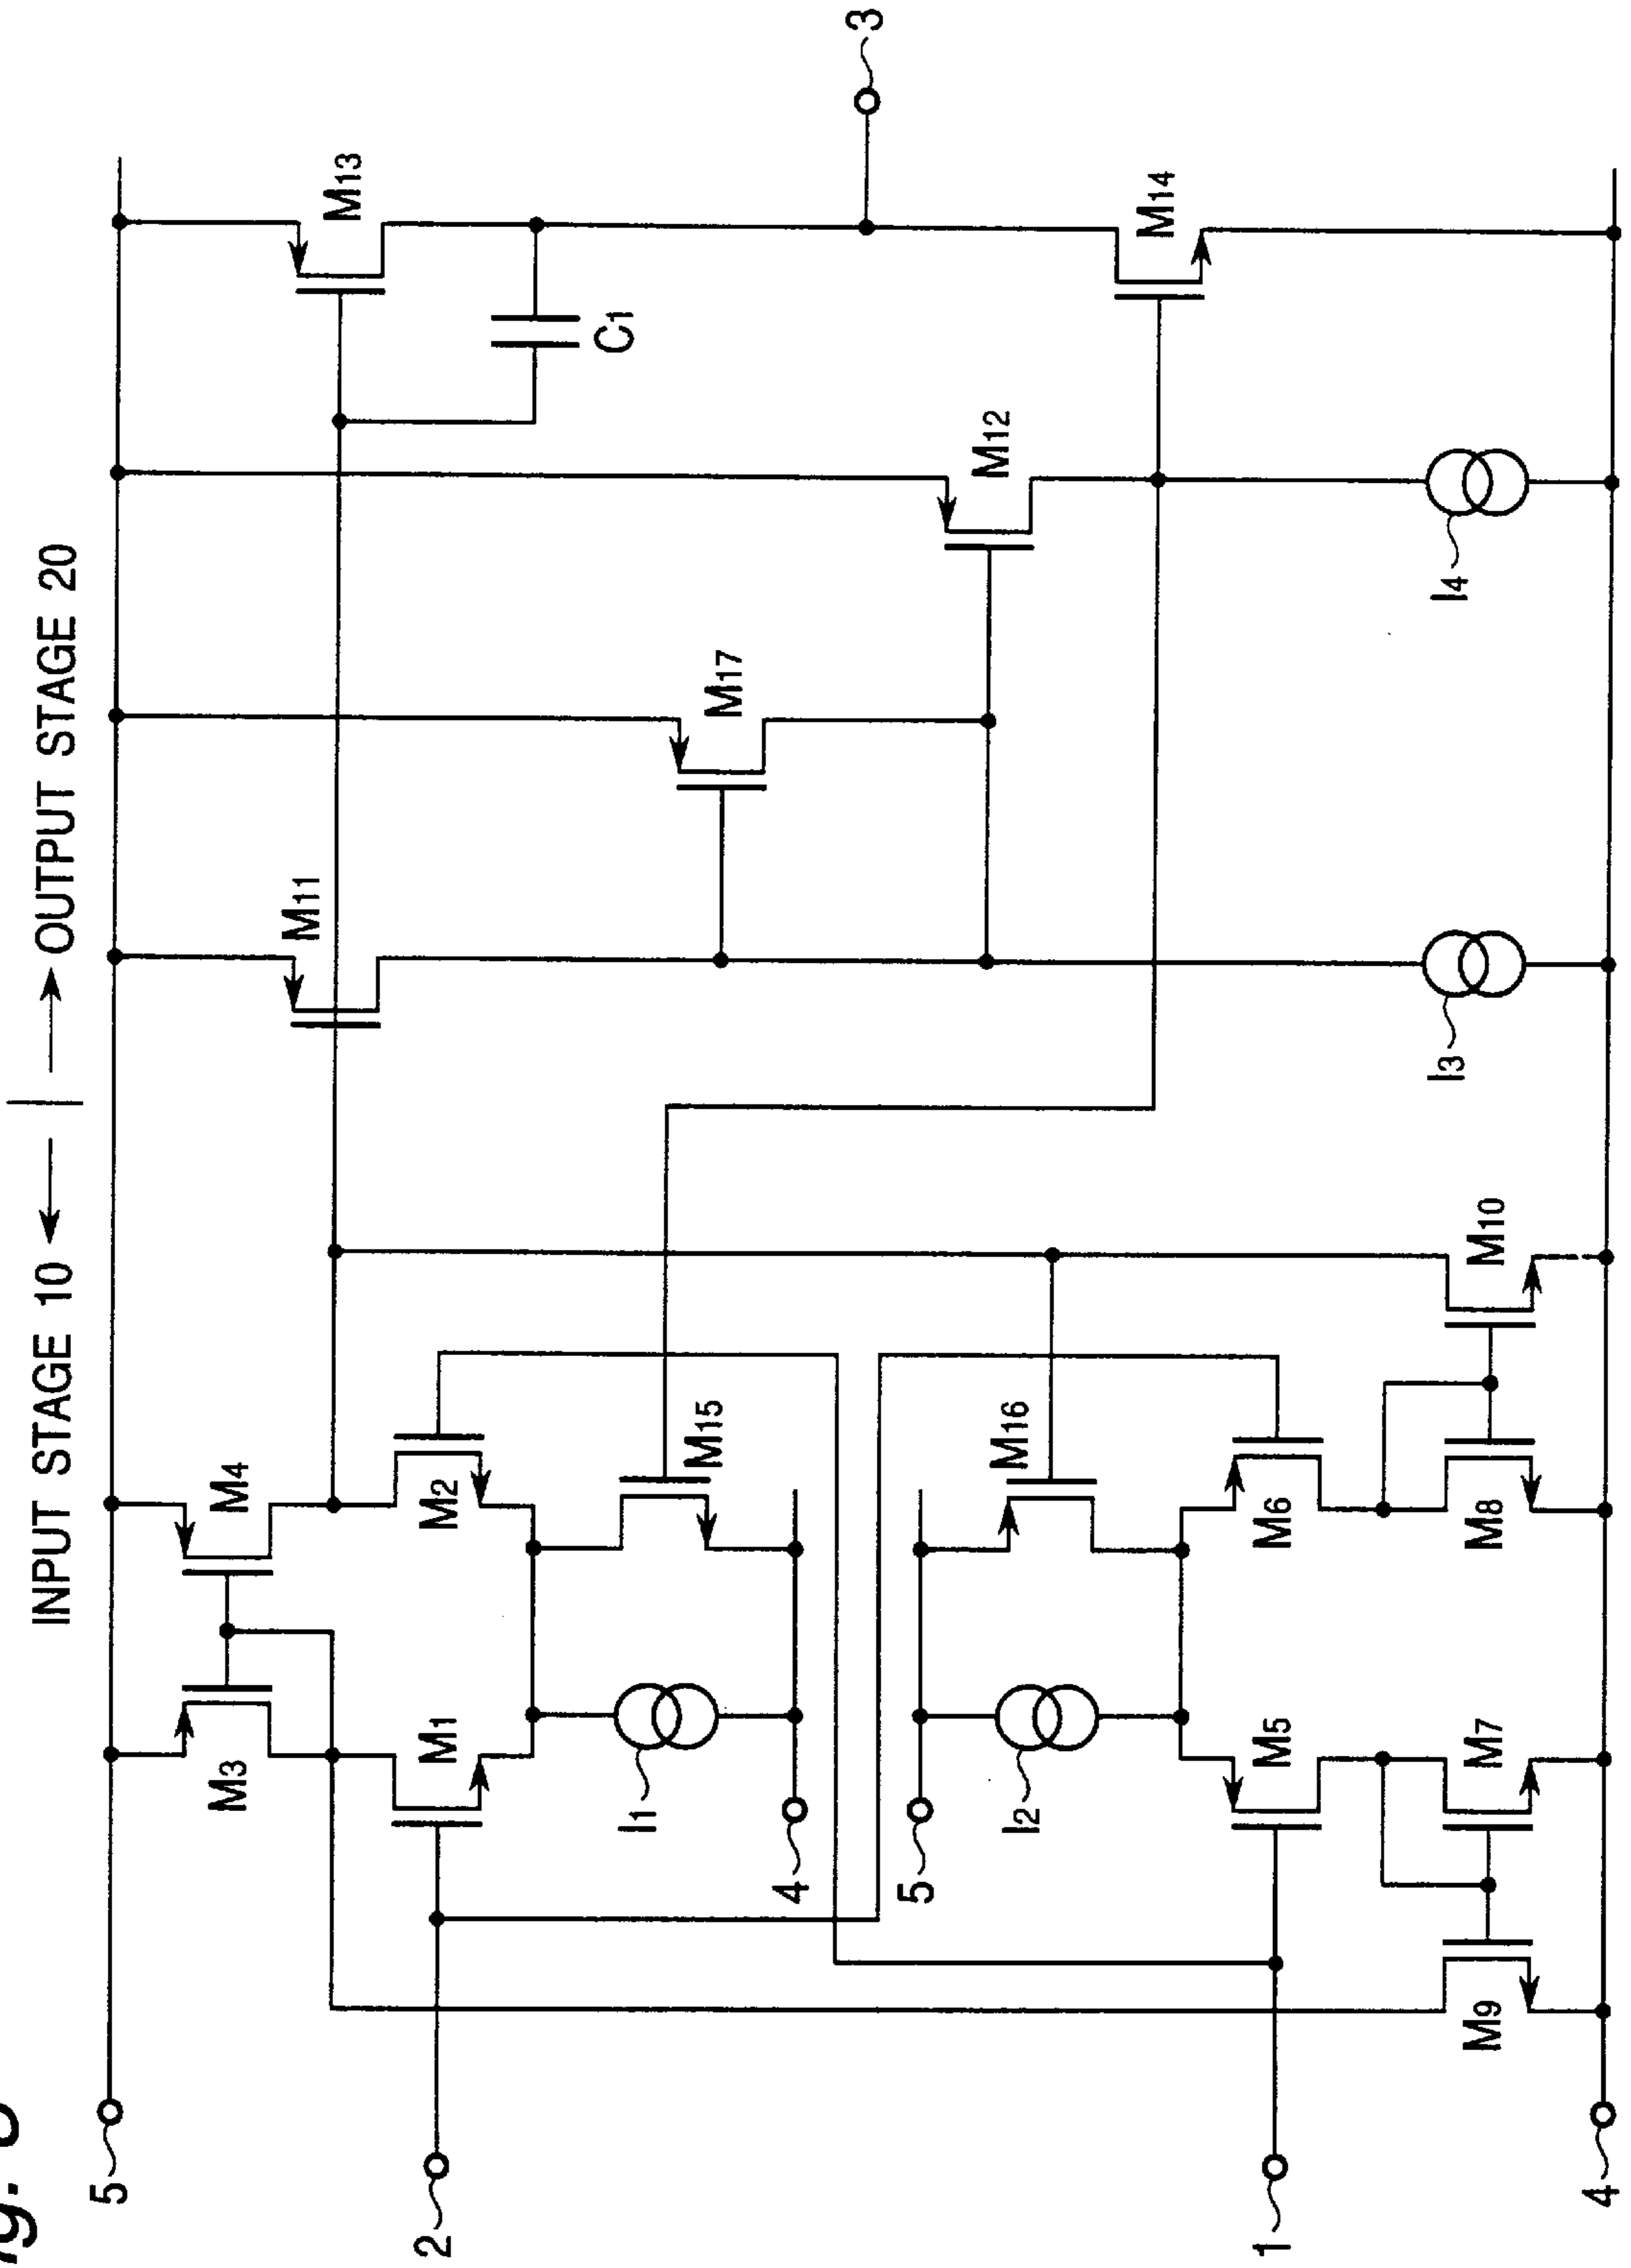 INPUT STAGE 10 ← | → OUTPUT STAGE 20
5
M3
M4
M11
M13
2
M1
M2
C1
M17
I1
M15
M12
3
4
5
I2
M16
M14
1
M5
M6
M9
M7
M8
M10
I3
I4
4